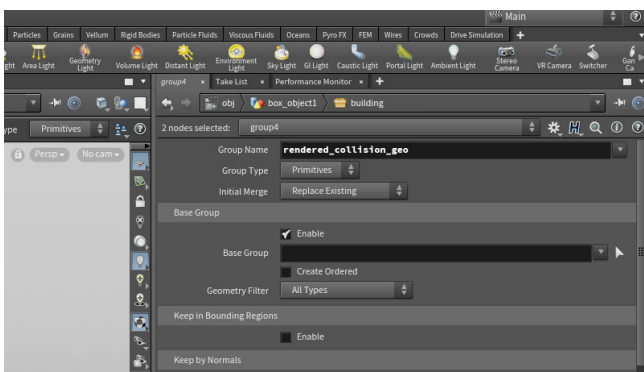 Main
Particles Grains Vellum Rigid Bodies Particle Fluids Viscous Fluids Oceans Pyro FX FEM Wires Crowds Drive Simulation +
ght Area Light Geometry Light Volume Light Distant Light Environment Light Sky Light GI Light Caustic Light Portal Light Ambient Light Stereo Camera VR Camera Switcher Gan Ca
group4 × Take List × Performance Monitor × +
obj box_object1 building
ype Primitives 2 nodes selected: group4
Persp No cam
Group Name rendered_collision_geo
Group Type Primitives
Initial Merge Replace Existing
Base Group
Enable
Base Group
Create Ordered
Geometry Filter All Types
Keep in Bounding Regions
Enable
Keep by Normals